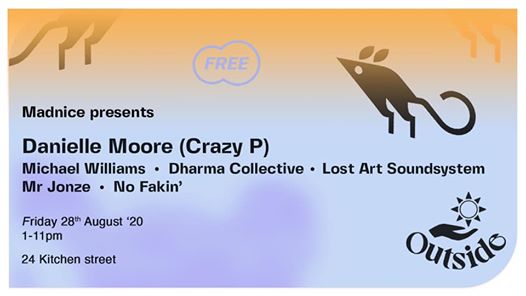 FREE
Madnice presents
Danielle Moore (Crazy P)
Michael Williams • Dharma Collective • Lost Art Soundsystem
Mr Jonze • No Fakin'
Friday 28th August '20
1-11pm
24 Kitchen street
Outside